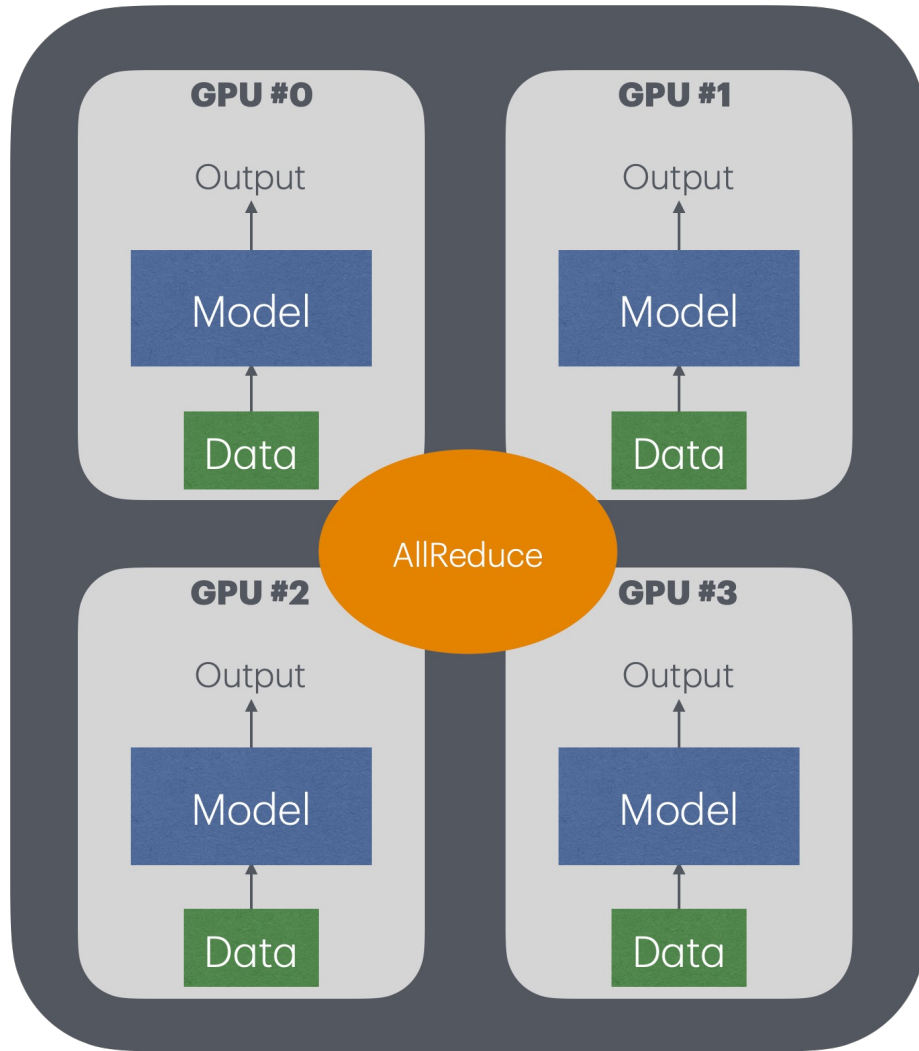 GPU #0
Output
Model
Data
GPU #1
Output
Model
Data
AllReduce
GPU #2
Output
Model
Data
GPU #3
Output
Model
Data